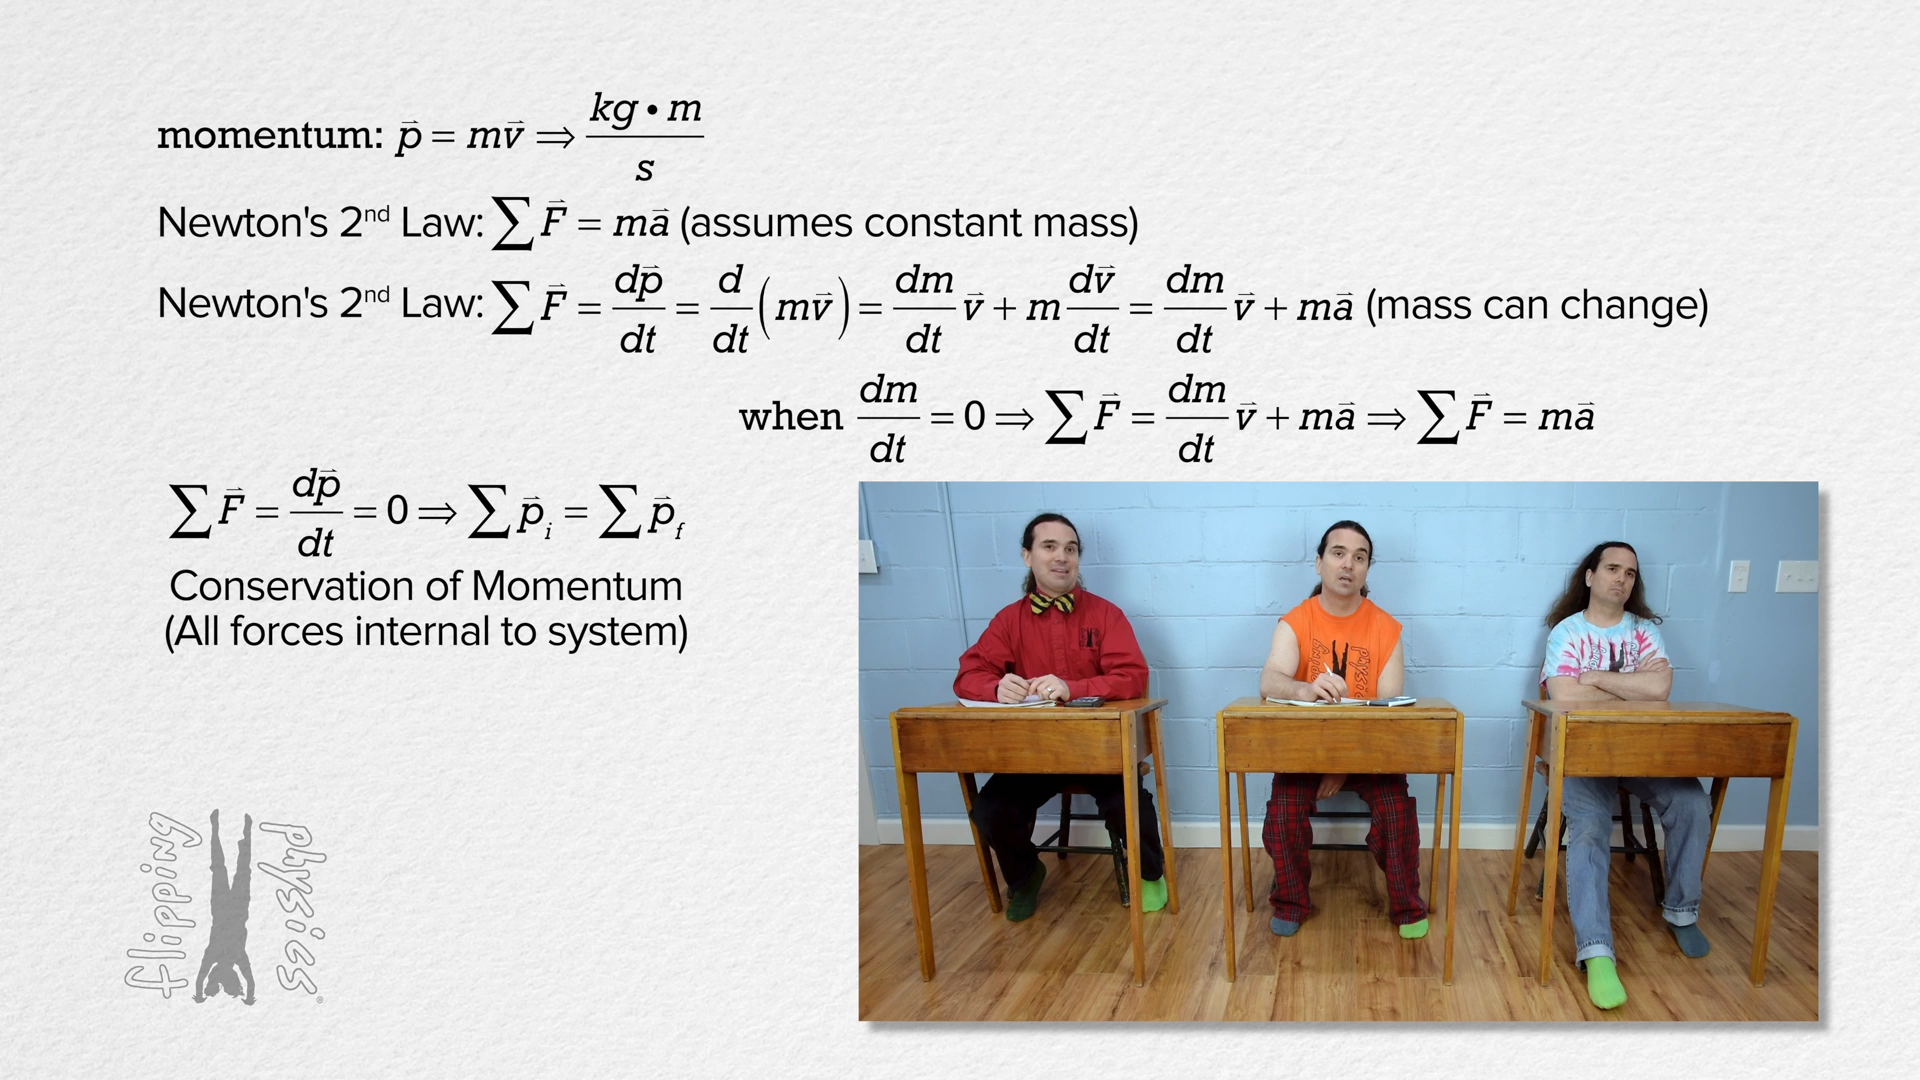 momentum: p⃗ = mv⃗ ⇒ kg • m / s
Newton's 2nd Law: ∑ F⃗ = ma⃗ (assumes constant mass)
Newton's 2nd Law: ∑ F⃗ = dp⃗/dt = d/dt (mv⃗) = dm/dt v⃗ + m dv⃗/dt = dm/dt v⃗ + ma⃗ (mass can change)
when dm/dt = 0 ⇒ ∑ F⃗ = dm/dt v⃗ + ma⃗ ⇒ ∑ F⃗ = ma⃗
∑ F⃗ = dp⃗/dt = 0 ⇒ ∑ p⃗i = ∑ p⃗f
Conservation of Momentum
(All forces internal to system)
flipping
physics
physics